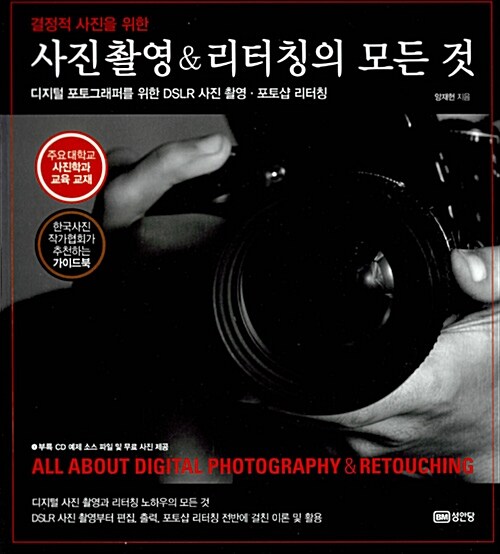 결정적 사진을 위한
사진촬영&리터칭의 모든 것
디지털 포토그래퍼를 위한 DSLR 사진 촬영 · 포토샵 리터칭
양재헌 지음
주요대학교
사진학과
교육 교재
한국사진
작가협회가
추천하는
가이드북
부록 CD 예제 소스 파일 및 무료 사진 제공
ALL ABOUT DIGITAL PHOTOGRAPHY & RETOUCHING
디지털 사진 촬영과 리터칭 노하우의 모든 것
DSLR 사진 촬영부터 편집, 출력, 포토샵 리터칭 전반에 걸친 이론 및 활용
BM 성안당